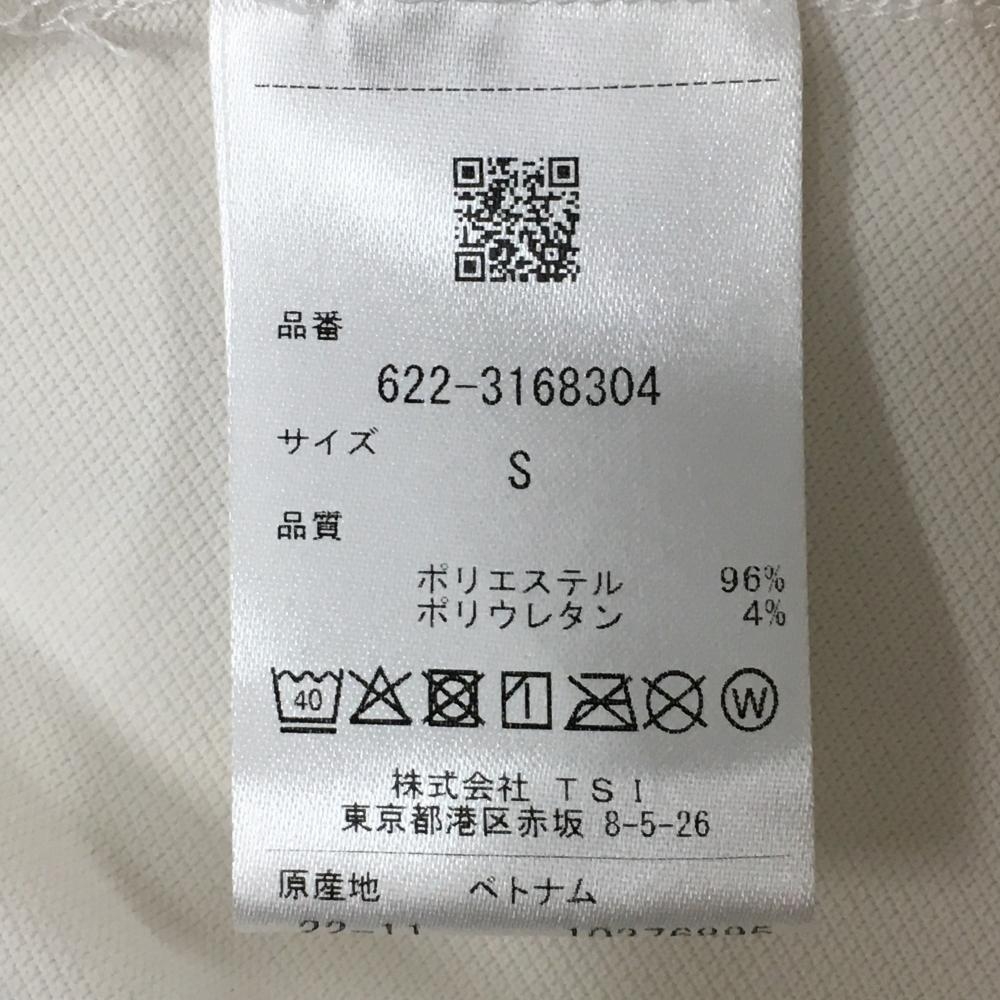 品番
622-3168304
サイズ
S
品質
ポリエステル 96%
ポリウレタン 4%
40
W
株式会社 TSI
東京都港区赤坂 8-5-26
原産地 ベトナム
22-11